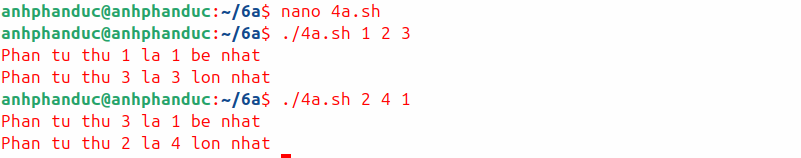 anhphanduc@anhphanduc:~/6a$ nano 4a.sh
anhphanduc@anhphanduc:~/6a$ ./4a.sh 1 2 3
Phan tu thu 1 la 1 be nhat
Phan tu thu 3 la 3 lon nhat
anhphanduc@anhphanduc:~/6a$ ./4a.sh 2 4 1
Phan tu thu 3 la 1 be nhat
Phan tu thu 2 la 4 lon nhat